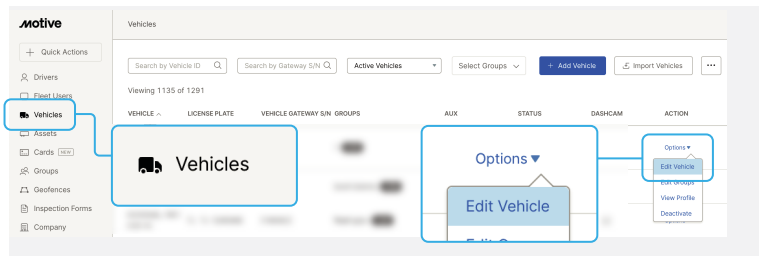 motive
Vehicles
+ Quick Actions
Drivers
Fleet Users
Vehicles
Assets
Cards NEW
Groups
Geofences
Inspection Forms
Company
Search by Vehicle ID
Search by Gateway S/N
Active Vehicles
Select Groups
+ Add Vehicle
Import Vehicles
Viewing 1135 of 1291
VEHICLE LICENSE PLATE VEHICLE GATEWAY S/N GROUPS AUX STATUS DASHCAM ACTION
Vehicles
Options ▼
Edit Vehicle
Options ▼
Edit Vehicle
Edit Groups
View Profile
Deactivate